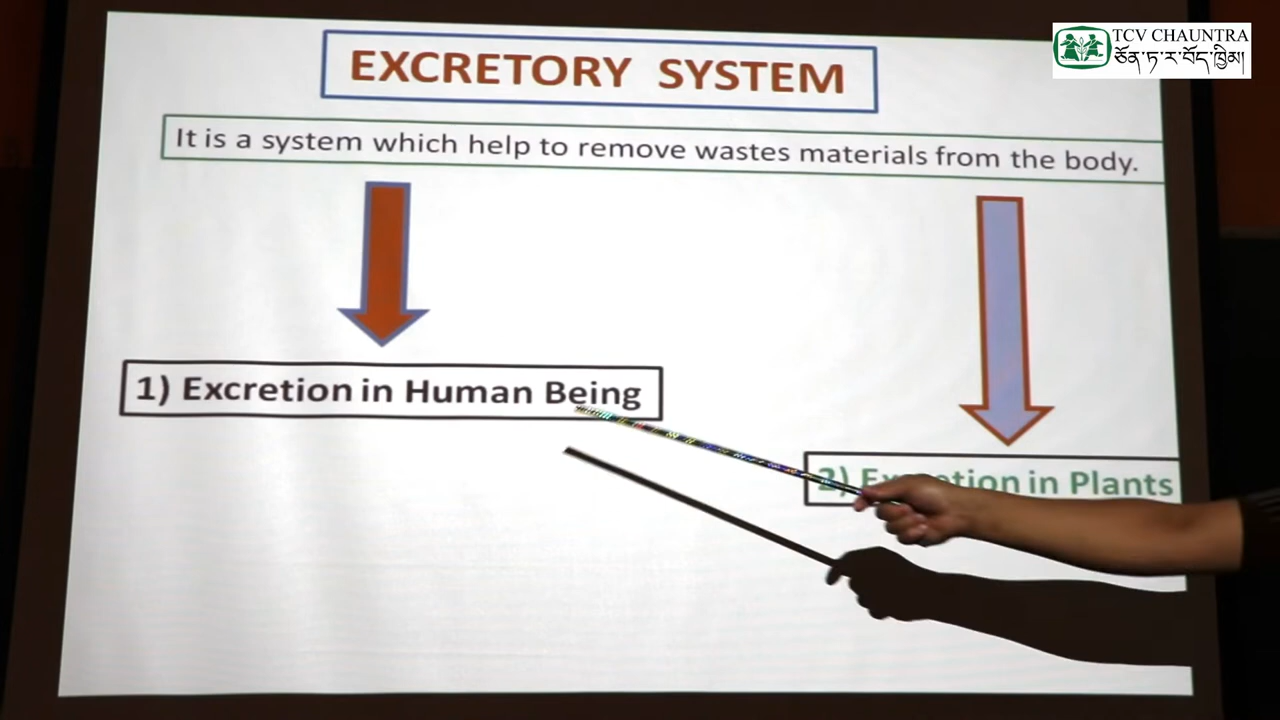 TCV CHAUNTRA
ཅོན་ཏ་ར་བོད་ཁྱིམ།
EXCRETORY SYSTEM
It is a system which help to remove wastes materials from the body.
1) Excretion in Human Being
2) Excretion in Plants